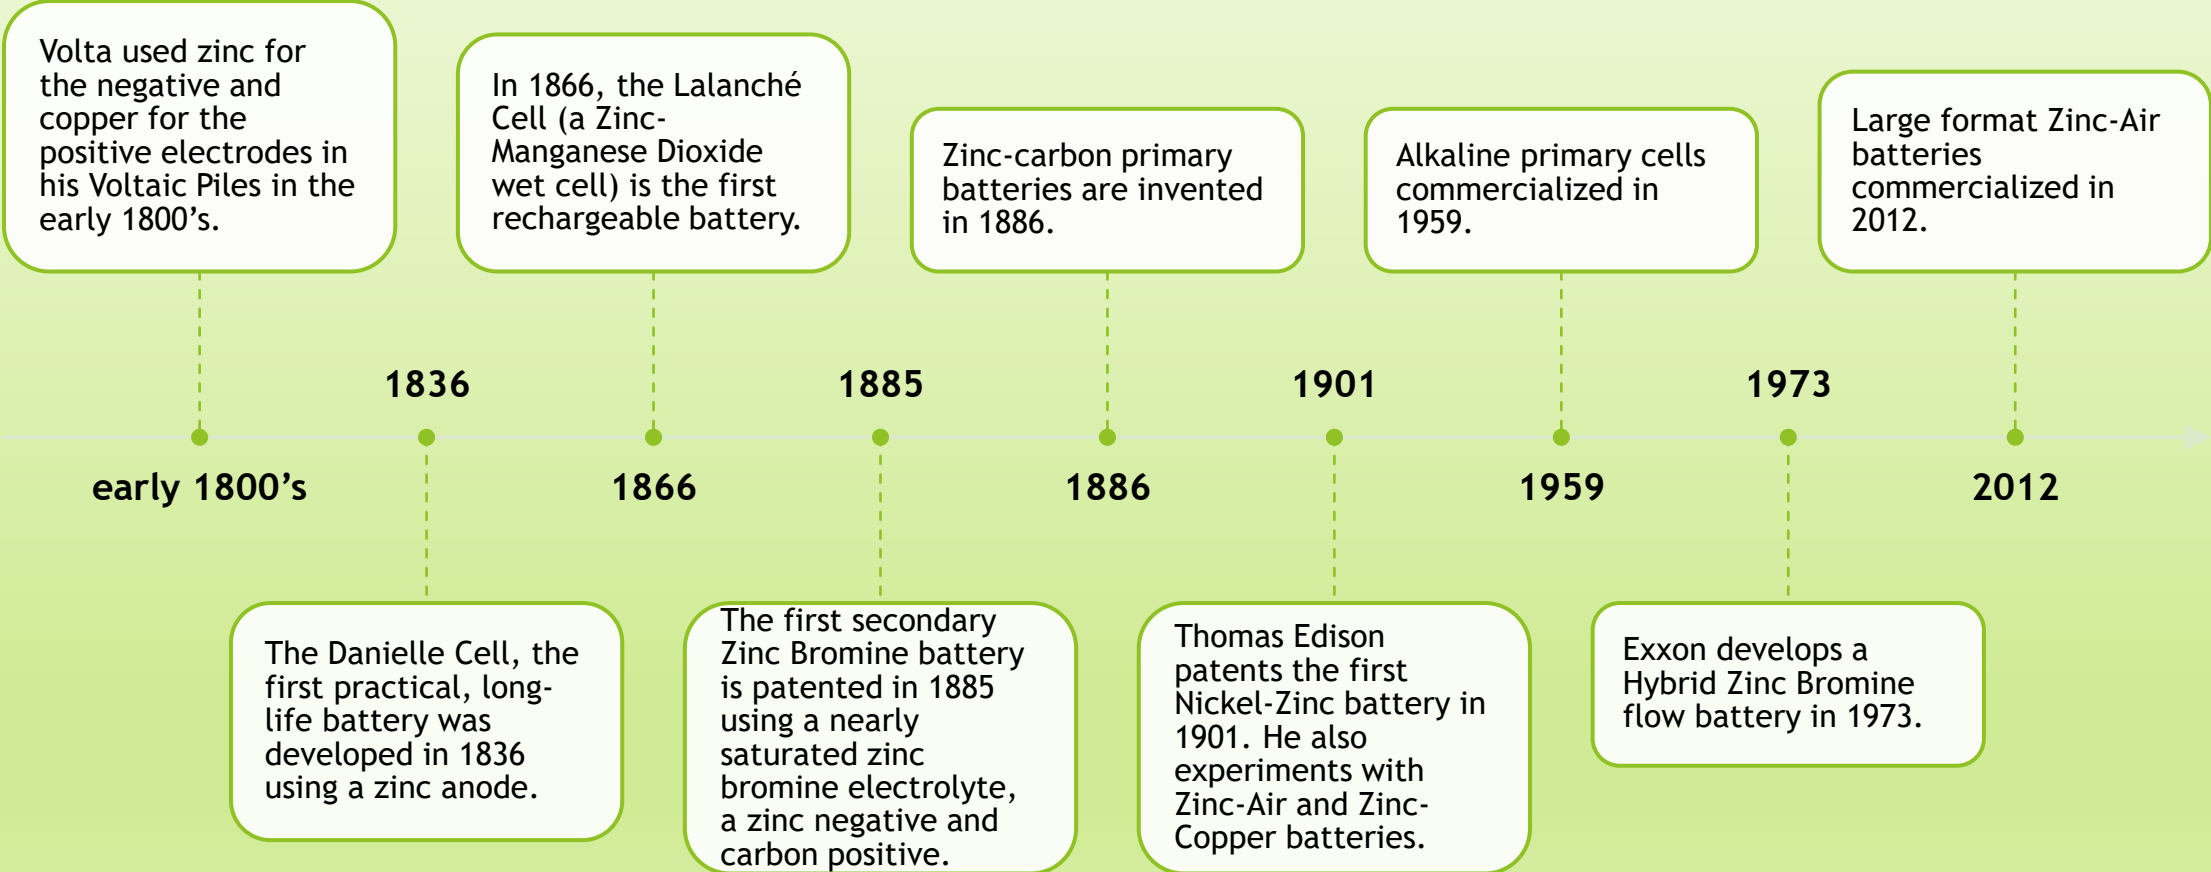 Volta used zinc for
the negative and
copper for the
positive electrodes in
his Voltaic Piles in the
early 1800’s.
In 1866, the Lalanché
Cell (a Zinc-
Manganese Dioxide
wet cell) is the first
rechargeable battery.
Zinc-carbon primary
batteries are invented
in 1886.
Alkaline primary cells
commercialized in
1959.
Large format Zinc-Air
batteries
commercialized in
2012.
1836
1885
1901
1973
early 1800’s
1866
1886
1959
2012
The Danielle Cell, the
first practical, long-
life battery was
developed in 1836
using a zinc anode.
The first secondary
Zinc Bromine battery
is patented in 1885
using a nearly
saturated zinc
bromine electrolyte,
a zinc negative and
carbon positive.
Thomas Edison
patents the first
Nickel-Zinc battery in
1901. He also
experiments with
Zinc-Air and Zinc-
Copper batteries.
Exxon develops a
Hybrid Zinc Bromine
flow battery in 1973.